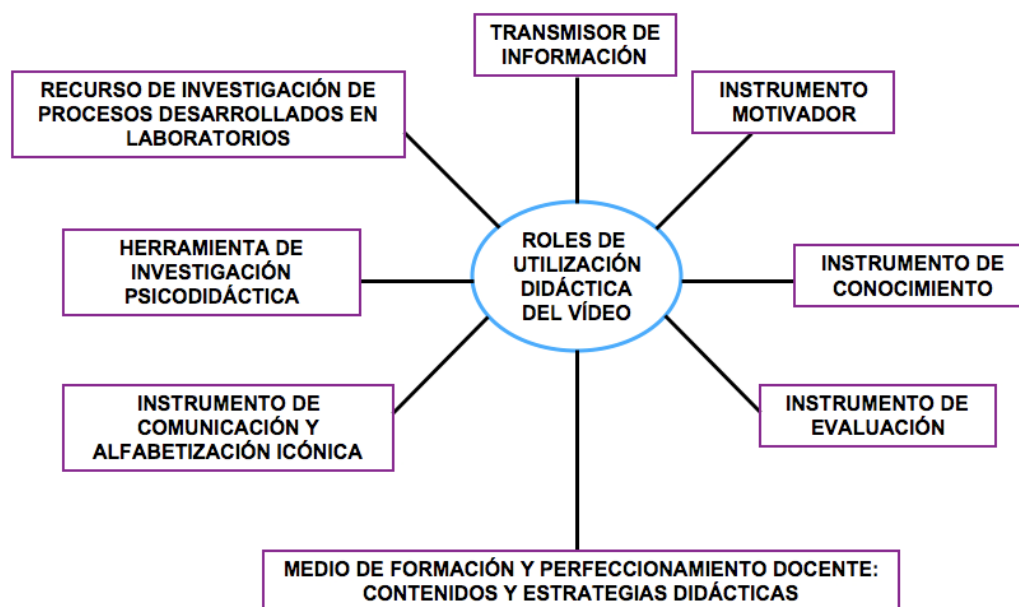 TRANSMISOR DE
INFORMACIÓN
RECURSO DE INVESTIGACIÓN DE
PROCESOS DESARROLLADOS EN
LABORATORIOS
INSTRUMENTO
MOTIVADOR
HERRAMIENTA DE
INVESTIGACIÓN
PSICODIDÁCTICA
ROLES DE
UTILIZACIÓN
DIDÁCTICA
DEL VÍDEO
INSTRUMENTO DE
CONOCIMIENTO
INSTRUMENTO DE
COMUNICACIÓN Y
ALFABETIZACIÓN ICÓNICA
INSTRUMENTO DE
EVALUACIÓN
MEDIO DE FORMACIÓN Y PERFECCIONAMIENTO DOCENTE:
CONTENIDOS Y ESTRATEGIAS DIDÁCTICAS